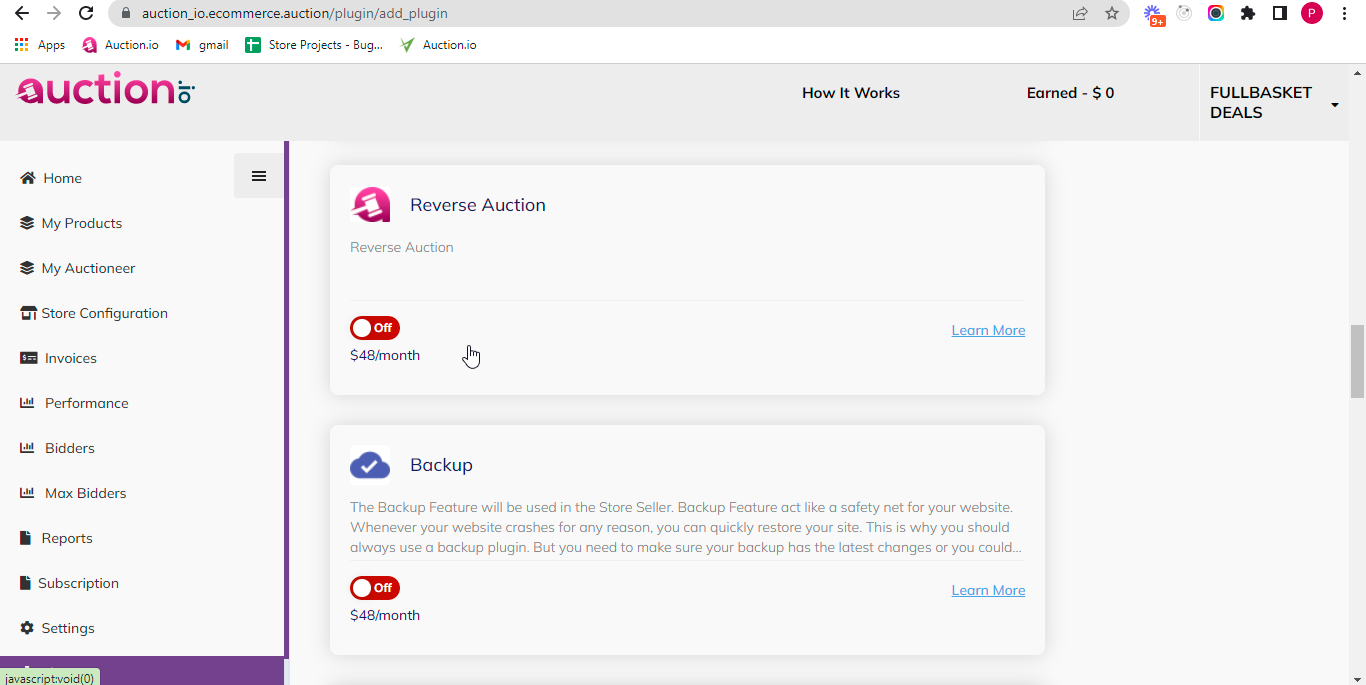 auction_io.ecommerce.auction/plugin/add_plugin
9+
P
Apps
Auction.io
gmail
Store Projects - Bug...
Auction.io
auction.io
How It Works
Earned - $ 0
FULLBASKET
DEALS
Home
My Products
My Auctioneer
Store Configuration
Invoices
Performance
Bidders
Max Bidders
Reports
Subscription
Settings
Reverse Auction
Reverse Auction
Off
Learn More
$48/month
Backup
The Backup Feature will be used in the Store Seller. Backup Feature act like a safety net for your website.
Whenever your website crashes for any reason, you can quickly restore your site. This is why you should
always use a backup plugin. But you need to make sure your backup has the latest changes or you could...
Off
Learn More
$48/month
javascript:void(0)